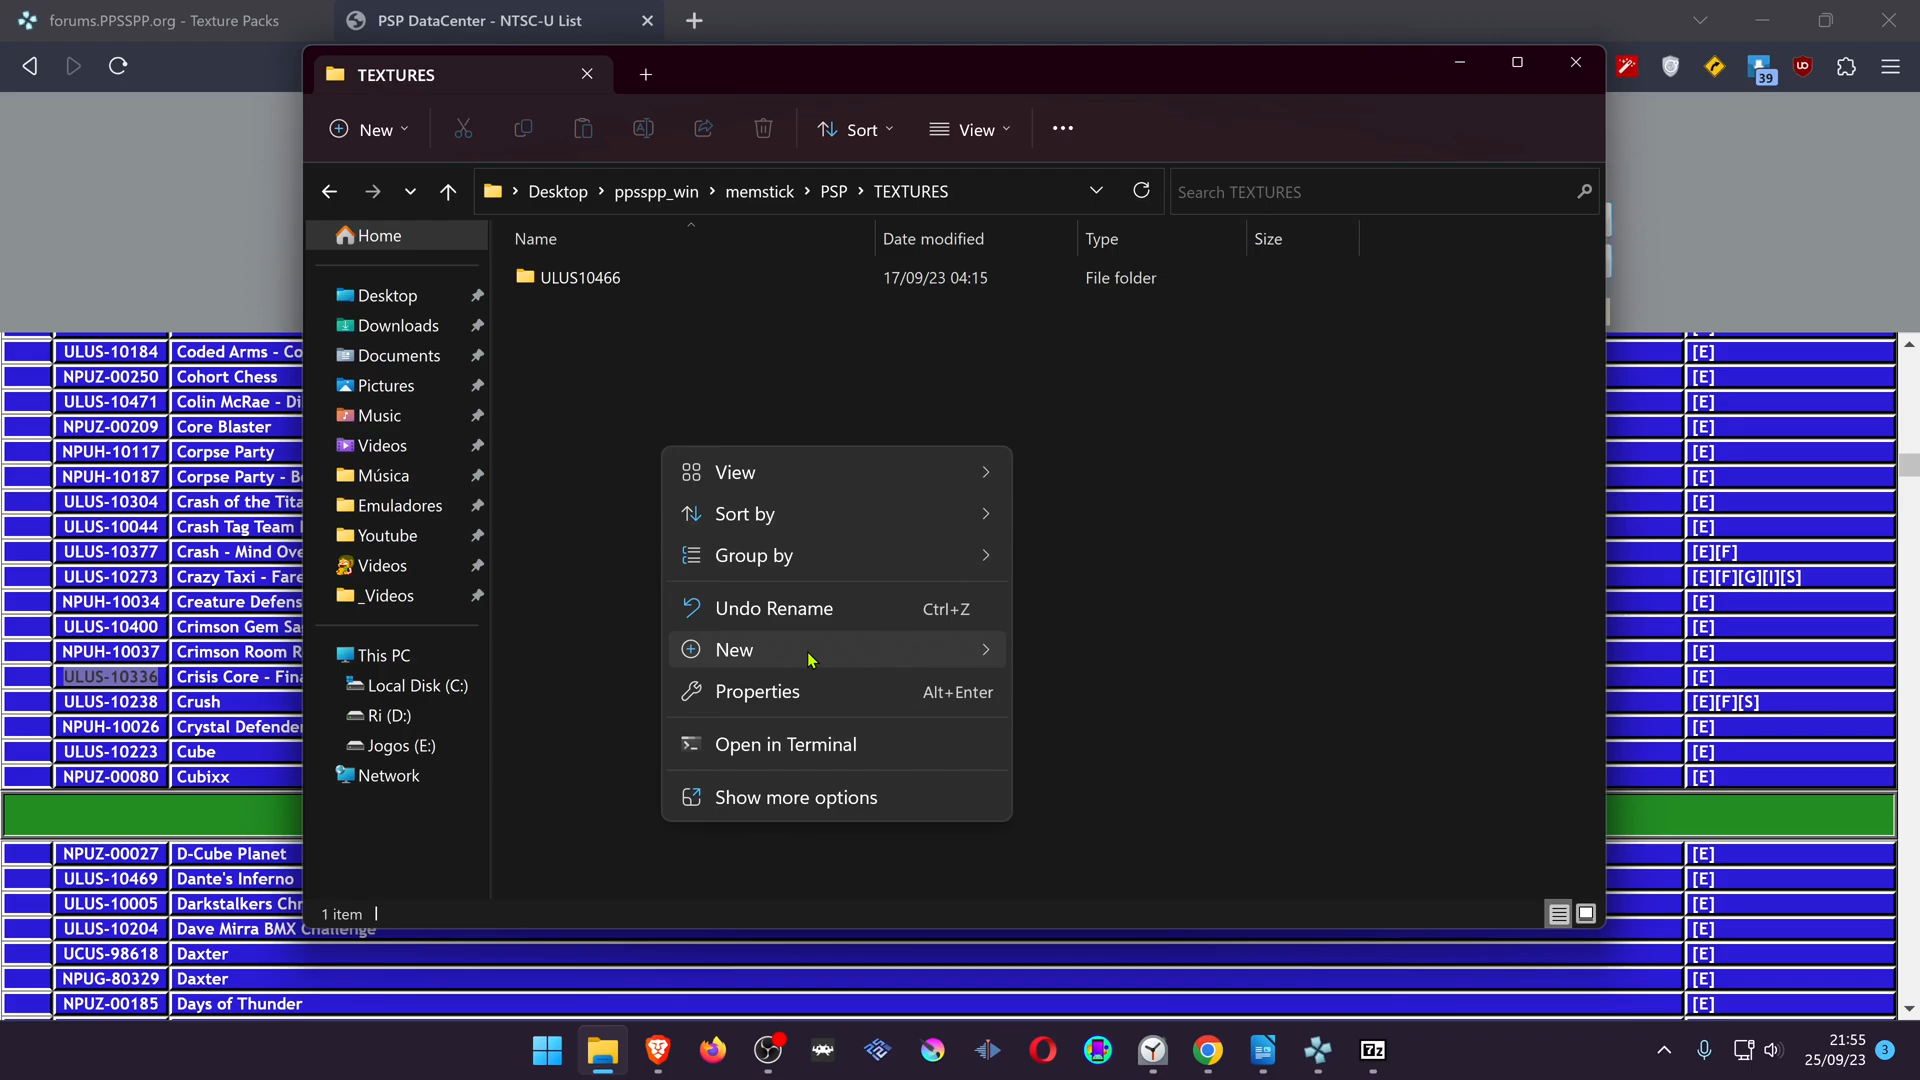 forums.PPSSPP.org - Texture Packs
PSP DataCenter - NTSC-U List
39
TEXTURES
New
Sort
View
Desktop
ppsspp_win
memstick
PSP
TEXTURES
Search TEXTURES
Home
Name
Date modified
Type
Size
ULUS10466
17/09/23 04:15
File folder
Desktop
Downloads
Documents
Pictures
Music
Videos
Música
Emuladores
Youtube
Videos
_Videos
This PC
Local Disk (C:)
Ri (D:)
Jogos (E:)
Network
1 item
View
Sort by
Group by
Undo Rename Ctrl+Z
New
Properties Alt+Enter
Open in Terminal
Show more options
ULUS-10184 Coded Arms - Co [E]
NPUZ-00250 Cohort Chess [E]
ULUS-10471 Colin McRae - Di [E]
NPUZ-00209 Core Blaster [E]
NPUH-10117 Corpse Party [E]
NPUH-10187 Corpse Party - B [E]
ULUS-10304 Crash of the Tita [E]
ULUS-10044 Crash Tag Team [E]
ULUS-10377 Crash - Mind Ove [E][F]
ULUS-10273 Crazy Taxi - Fare [E][F][G][I][S]
NPUH-10034 Creature Defens [E]
ULUS-10400 Crimson Gem Sa [E]
NPUH-10037 Crimson Room R [E]
ULUS-10336 Crisis Core - Fina [E]
ULUS-10238 Crush [E][F][S]
NPUH-10026 Crystal Defende [E]
ULUS-10223 Cube [E]
NPUZ-00080 Cubixx [E]
NPUZ-00027 D-Cube Planet [E]
ULUS-10469 Dante's Inferno [E]
ULUS-10005 Darkstalkers Chr [E]
ULUS-10204 Dave Mirra BMX Challenge [E]
UCUS-98618 Daxter [E]
NPUG-80329 Daxter [E]
NPUZ-00185 Days of Thunder [E]
7z
21:55
25/09/23
3